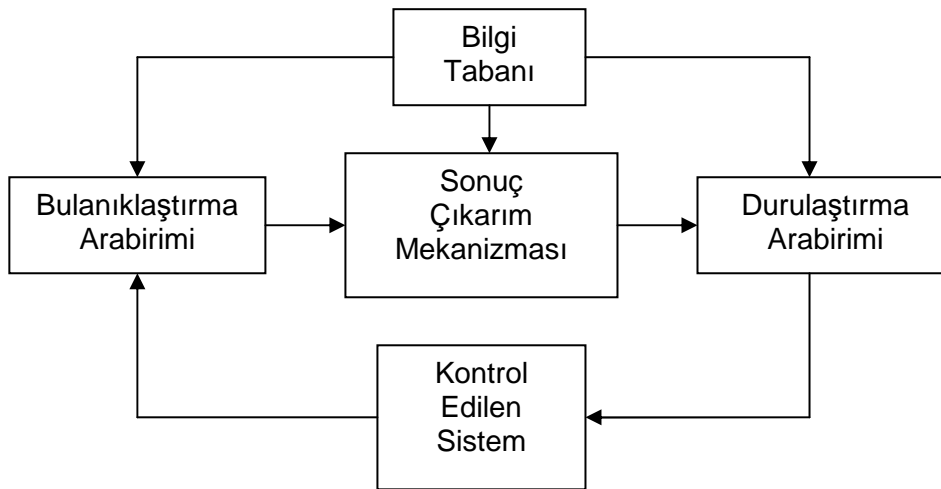 Bilgi
Tabanı
Bulanıklaştırma
Arabirimi
Sonuç
Çıkarım
Mekanizması
Durulaştırma
Arabirimi
Kontrol
Edilen
Sistem